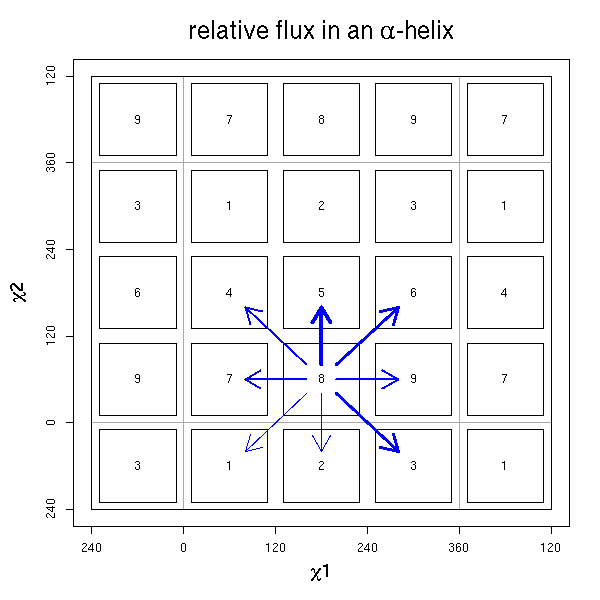 relative flux in an α-helix
120
9 7 8 9 7
360
3 1 2 3 1
240
χ2
6 4 5 6 4
120
9 7 8 9 7
0
3 1 2 3 1
240
240 0 120 240 360 120
χ1